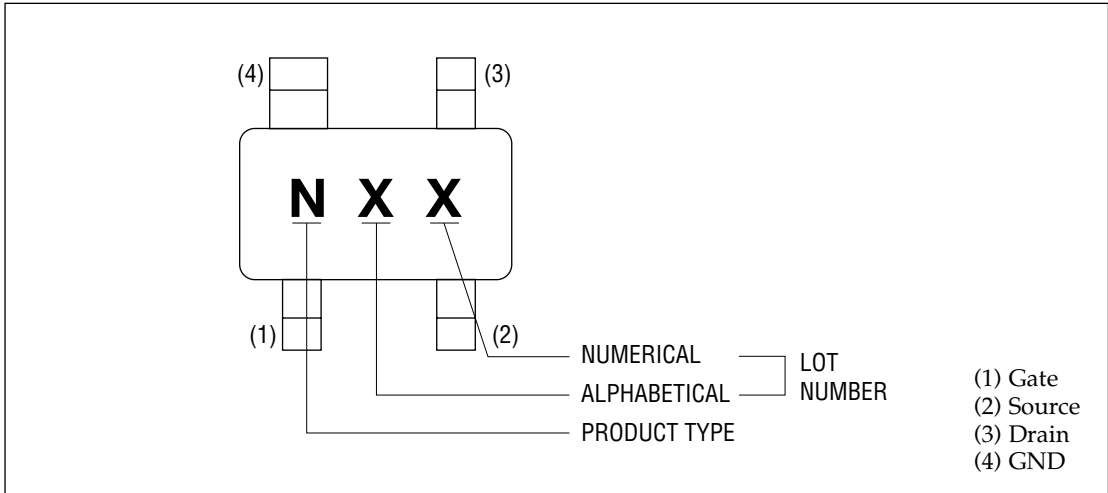 (4) (3)
N X X
(1) (2)
NUMERICAL
ALPHABETICAL
PRODUCT TYPE
LOT
NUMBER
(1) Gate
(2) Source
(3) Drain
(4) GND